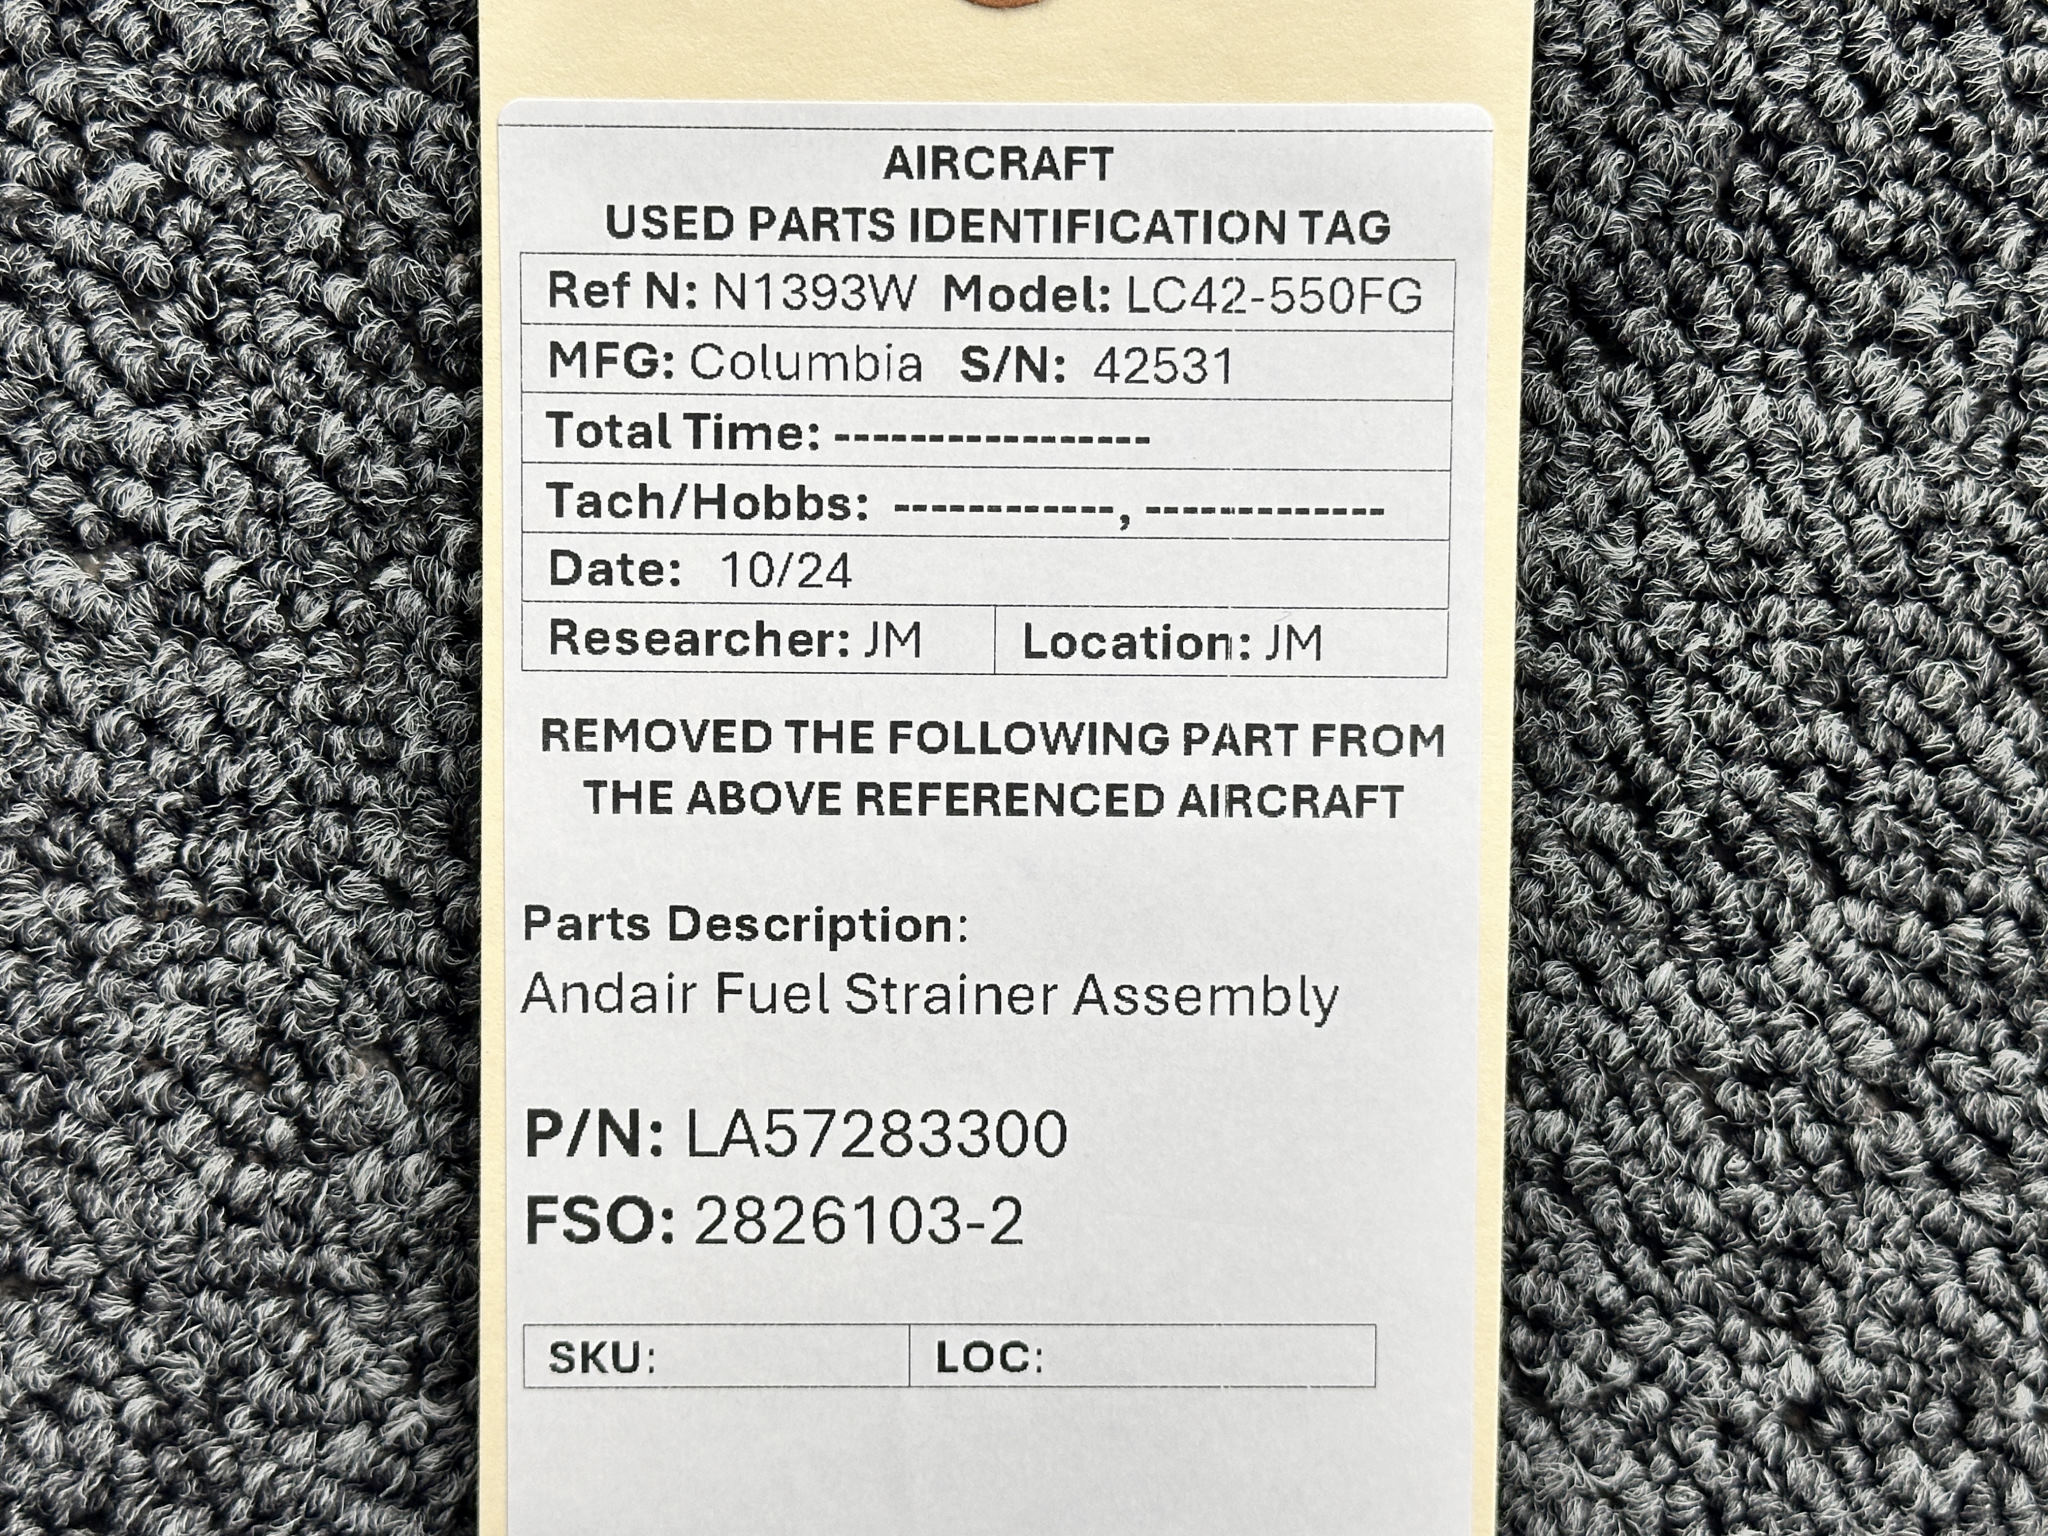 AIRCRAFT
USED PARTS IDENTIFICATION TAG
Ref N: N1393W Model: LC42-550FG
MFG: Columbia S/N: 42531
Total Time: -----------------
Tach/Hobbs: ------------, -------------
Date: 10/24
Researcher: JM Location: JM
REMOVED THE FOLLOWING PART FROM
THE ABOVE REFERENCED AIRCRAFT
Parts Description:
Andair Fuel Strainer Assembly
P/N: LA57283300
FSO: 2826103-2
SKU: LOC: